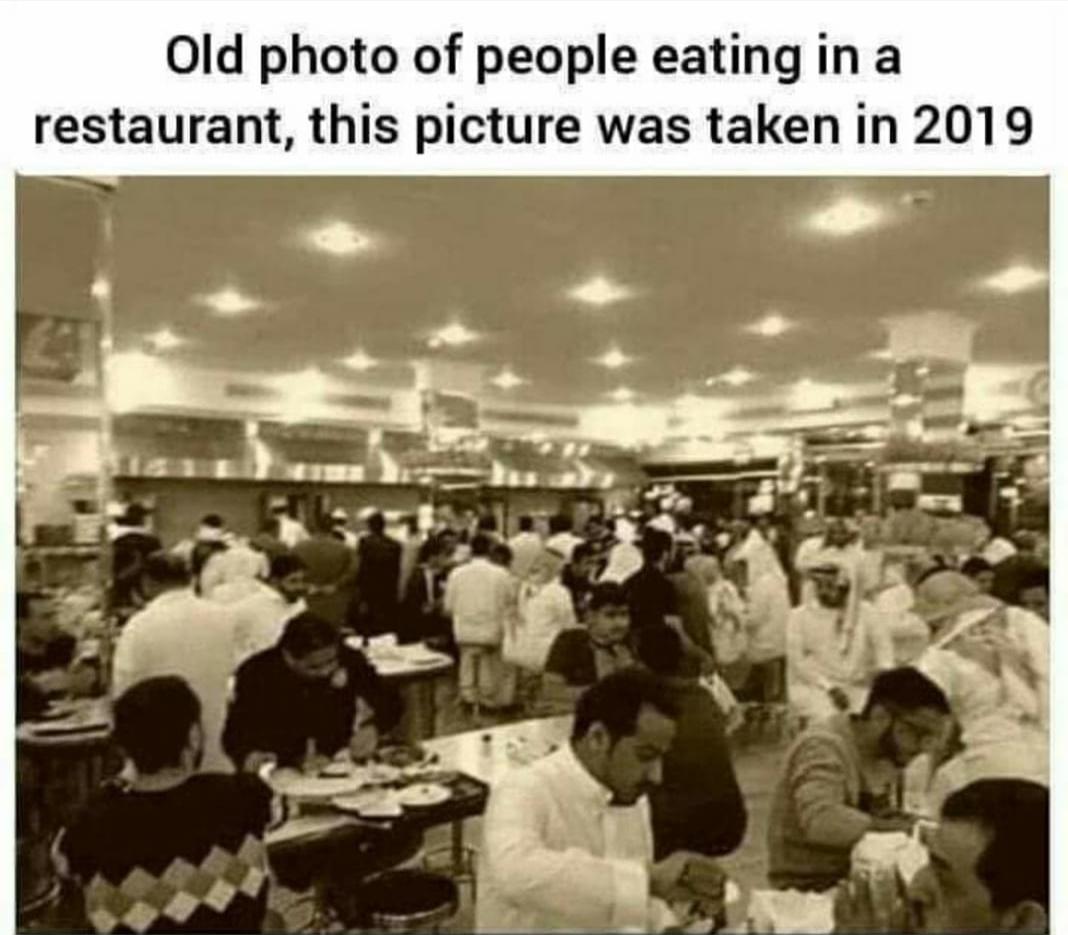 Old photo of people eating in a
restaurant, this picture was taken in 2019